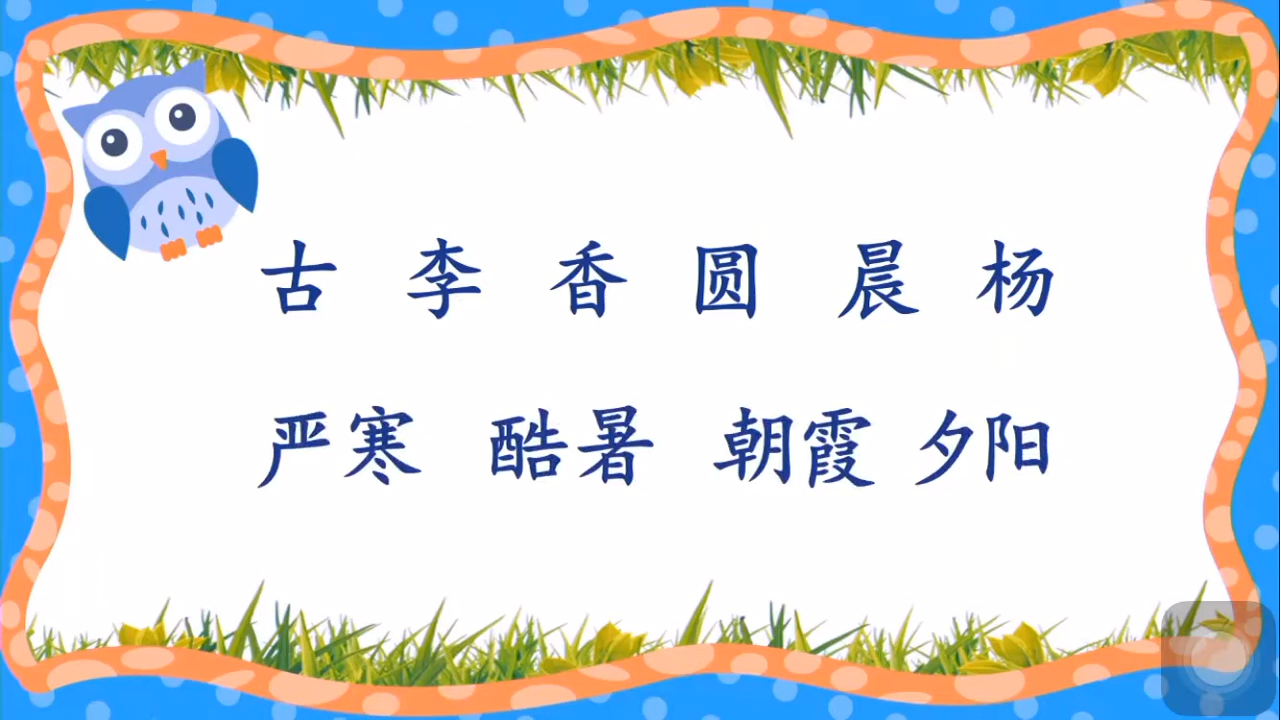 古 李 香 圆 晨 杨
严寒 酷暑 朝霞 夕阳